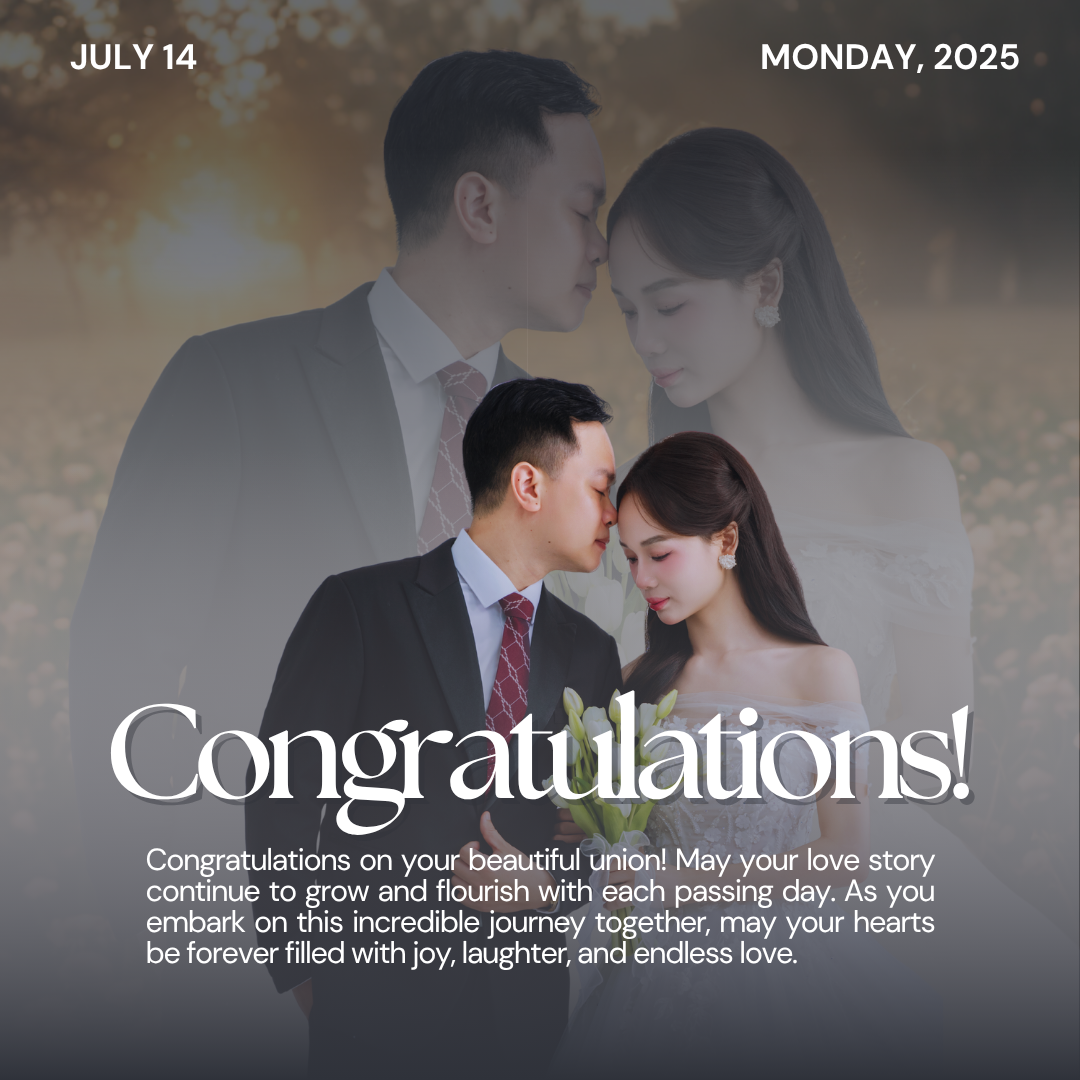 JULY 14
MONDAY, 2025
Congratulations!
Congratulations on your beautiful union! May your love story
continue to grow and flourish with each passing day. As you
embark on this incredible journey together, may your hearts
be forever filled with joy, laughter, and endless love.